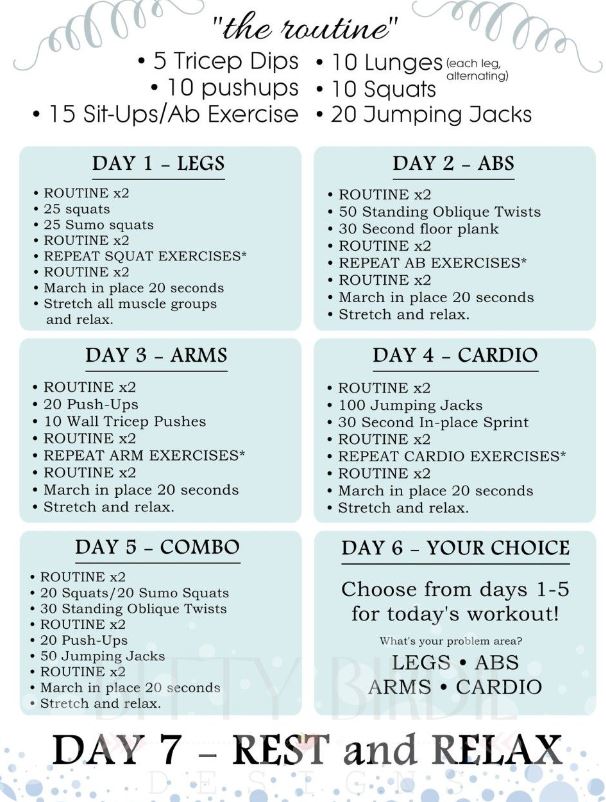 "the routine"
• 5 Tricep Dips
• 10 pushups
• 15 Sit-Ups/Ab Exercise
• 10 Lunges (each leg, alternating)
• 10 Squats
• 20 Jumping Jacks
DAY 1 – LEGS
• ROUTINE x2
• 25 squats
• 25 Sumo squats
• ROUTINE x2
• REPEAT SQUAT EXERCISES*
• ROUTINE x2
• March in place 20 seconds
• Stretch all muscle groups
and relax.
DAY 2 – ABS
• ROUTINE x2
• 50 Standing Oblique Twists
• 30 Second floor plank
• ROUTINE x2
• REPEAT AB EXERCISES*
• ROUTINE x2
• March in place 20 seconds
• Stretch and relax.
DAY 3 – ARMS
• ROUTINE x2
• 20 Push-Ups
• 10 Wall Tricep Pushes
• ROUTINE x2
• REPEAT ARM EXERCISES*
• ROUTINE x2
• March in place 20 seconds
• Stretch and relax.
DAY 4 – CARDIO
• ROUTINE x2
• 100 Jumping Jacks
• 30 Second In-place Sprint
• ROUTINE x2
• REPEAT CARDIO EXERCISES*
• ROUTINE x2
• March in place 20 seconds
• Stretch and relax.
DAY 5 – COMBO
• ROUTINE x2
• 20 Squats/20 Sumo Squats
• 30 Standing Oblique Twists
• ROUTINE x2
• 20 Push-Ups
• 50 Jumping Jacks
• ROUTINE x2
• March in place 20 seconds
• Stretch and relax.
DAY 6 – YOUR CHOICE
Choose from days 1-5
for today's workout!
What's your problem area?
LEGS • ABS
ARMS • CARDIO
BITTY BIRDIE
DAY 7 – REST and RELAX
DESIGNS